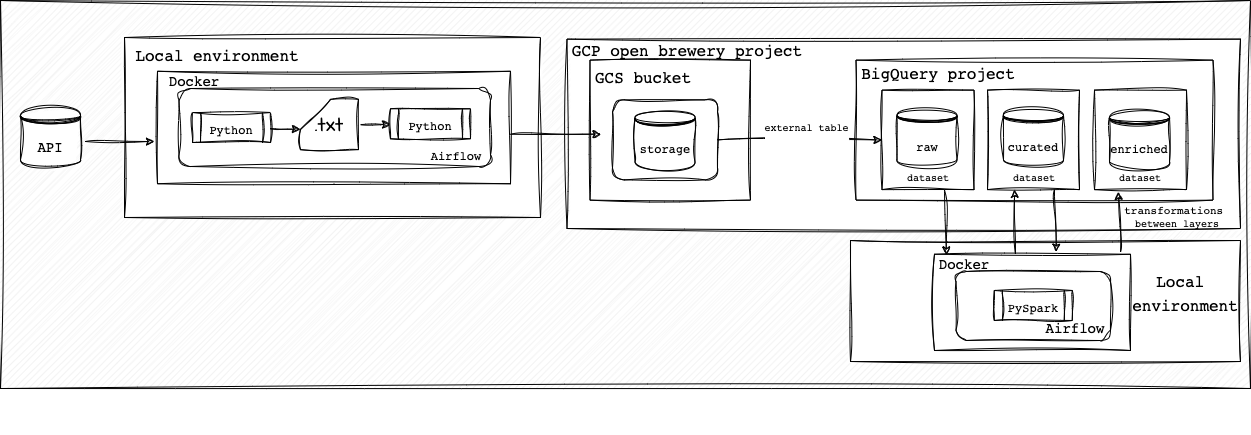 API
Local environment
Docker
Python
.txt
Python
Airflow
GCP open brewery project
GCS bucket
storage
external table
BigQuery project
raw
dataset
curated
dataset
enriched
dataset
transformations
between layers
Docker
PySpark
Airflow
Local
environment